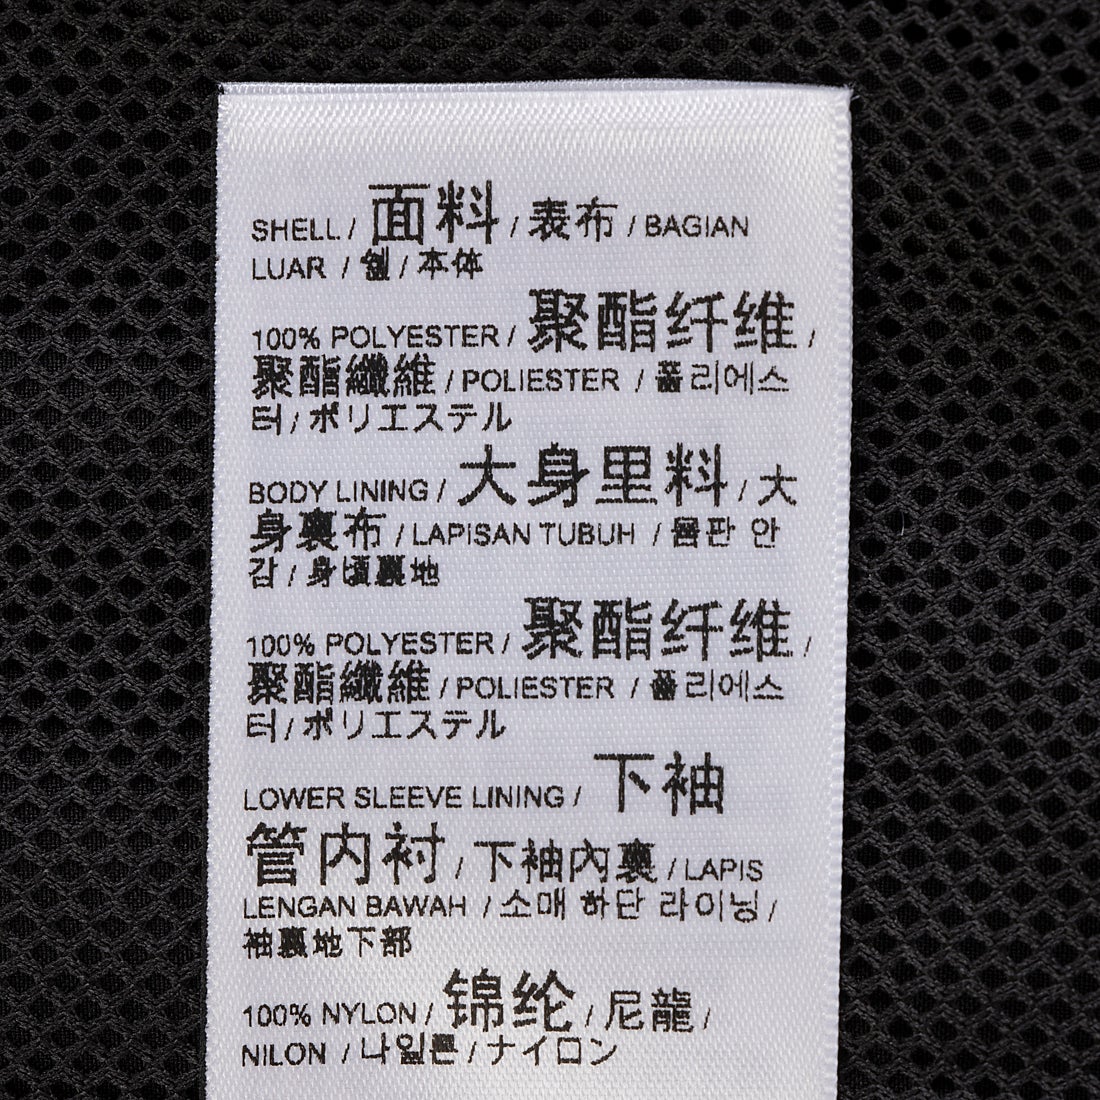 SHELL / 面料 / 表布 / BAGIAN
LUAR / 쉘 / 本体
100% POLYESTER / 聚酯纤维 /
聚酯纖維 / POLIESTER / 폴리에스
터 / ポリエステル
BODY LINING / 大身里料 / 大
身裏布 / LAPISAN TUBUH / 몸판 안
감 / 身頃裏地
100% POLYESTER / 聚酯纤维 /
聚酯纖維 / POLIESTER / 폴리에스
터 / ポリエステル
LOWER SLEEVE LINING / 下袖
管内衬 / 下袖內裏 / LAPIS
LENGAN BAWAH / 소매 하단 라이닝 /
袖裏地下部
100% NYLON / 锦纶 / 尼龍 /
NILON / 나일론 / ナイロン